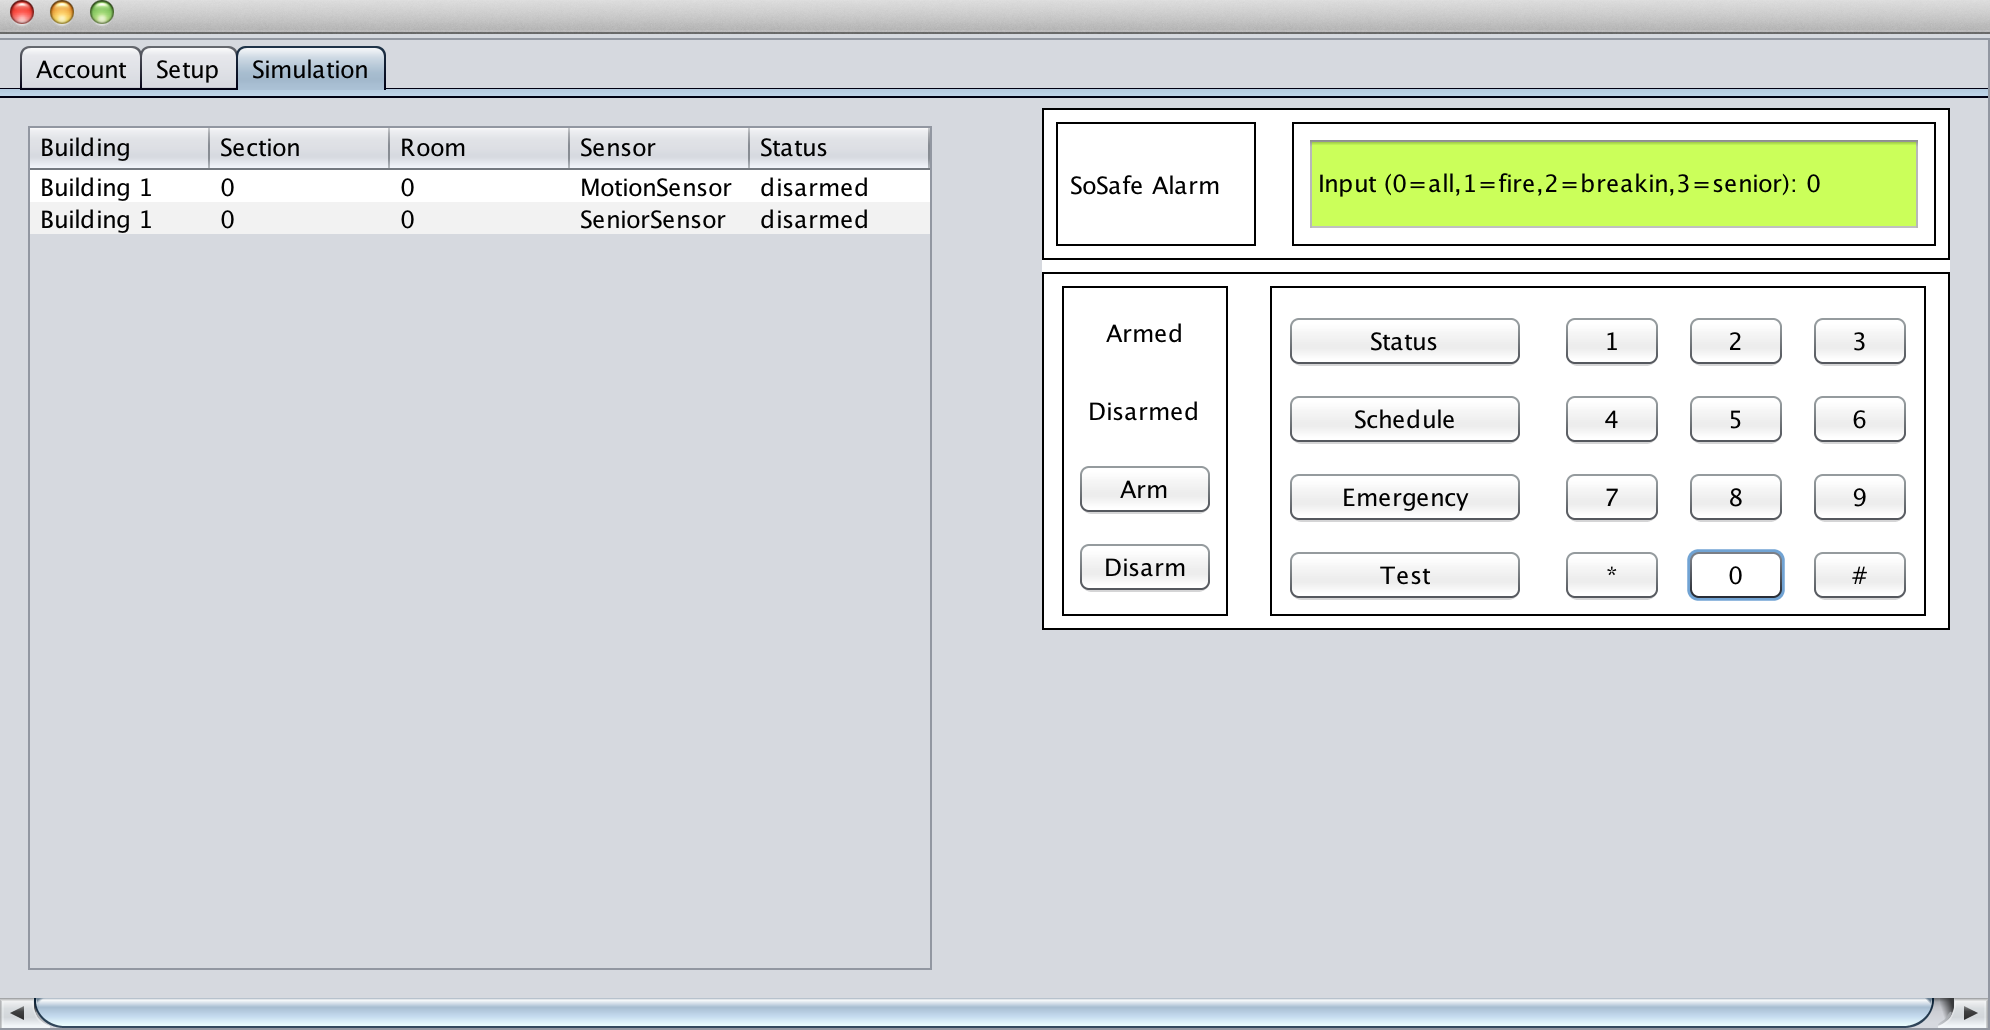 Account Setup Simulation
Building Section Room Sensor Status
Building 1 0 0 MotionSensor disarmed
Building 1 0 0 SeniorSensor disarmed
SoSafe Alarm
Input (0=all,1=fire,2=breakin,3=senior): 0
Armed
Disarmed
Arm
Disarm
Status 1 2 3
Schedule 4 5 6
Emergency 7 8 9
Test * 0 #